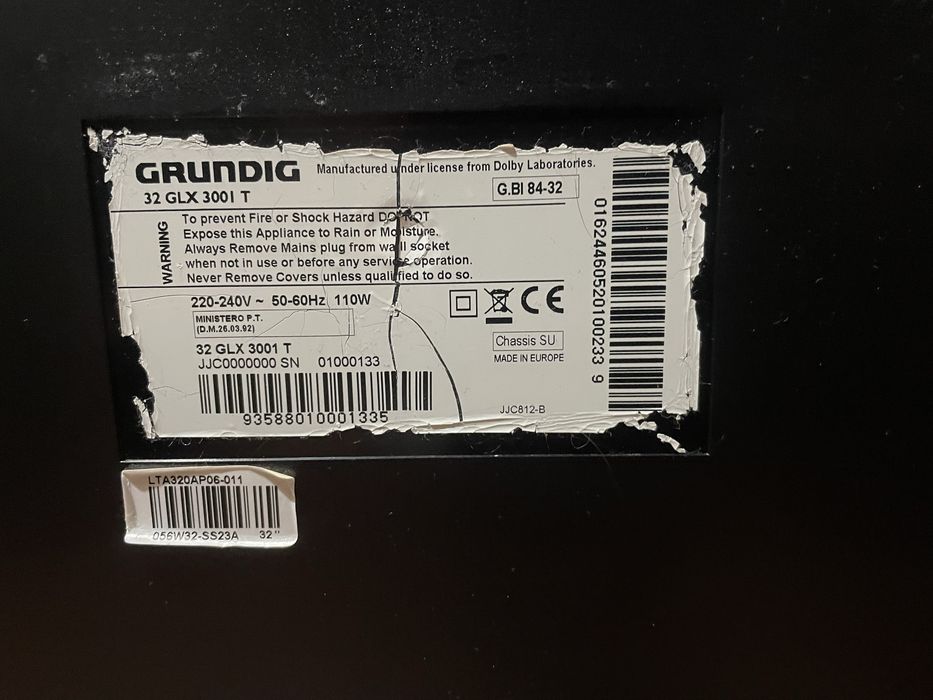 GRUNDIG
Manufactured under license from Dolby Laboratories.
32 GLX 3001 T
G.BI 84-32
WARNING
To prevent Fire or Shock Hazard DO NOT
Expose this Appliance to Rain or Moisture.
Always Remove Mains plug from wall socket
when not in use or before any service operation.
Never Remove Covers unless qualified to do so.
220-240V ~ 50-60Hz 110W
MINISTERO P.T.
(D.M.26.03.92)
CE
Chassis SU
MADE IN EUROPE
32 GLX 3001 T
JJC0000000 SN 01000133
93588010001335
JJC812-B
01624460520100233 9
LTA320AP06-011
056W32-SS23A 32"